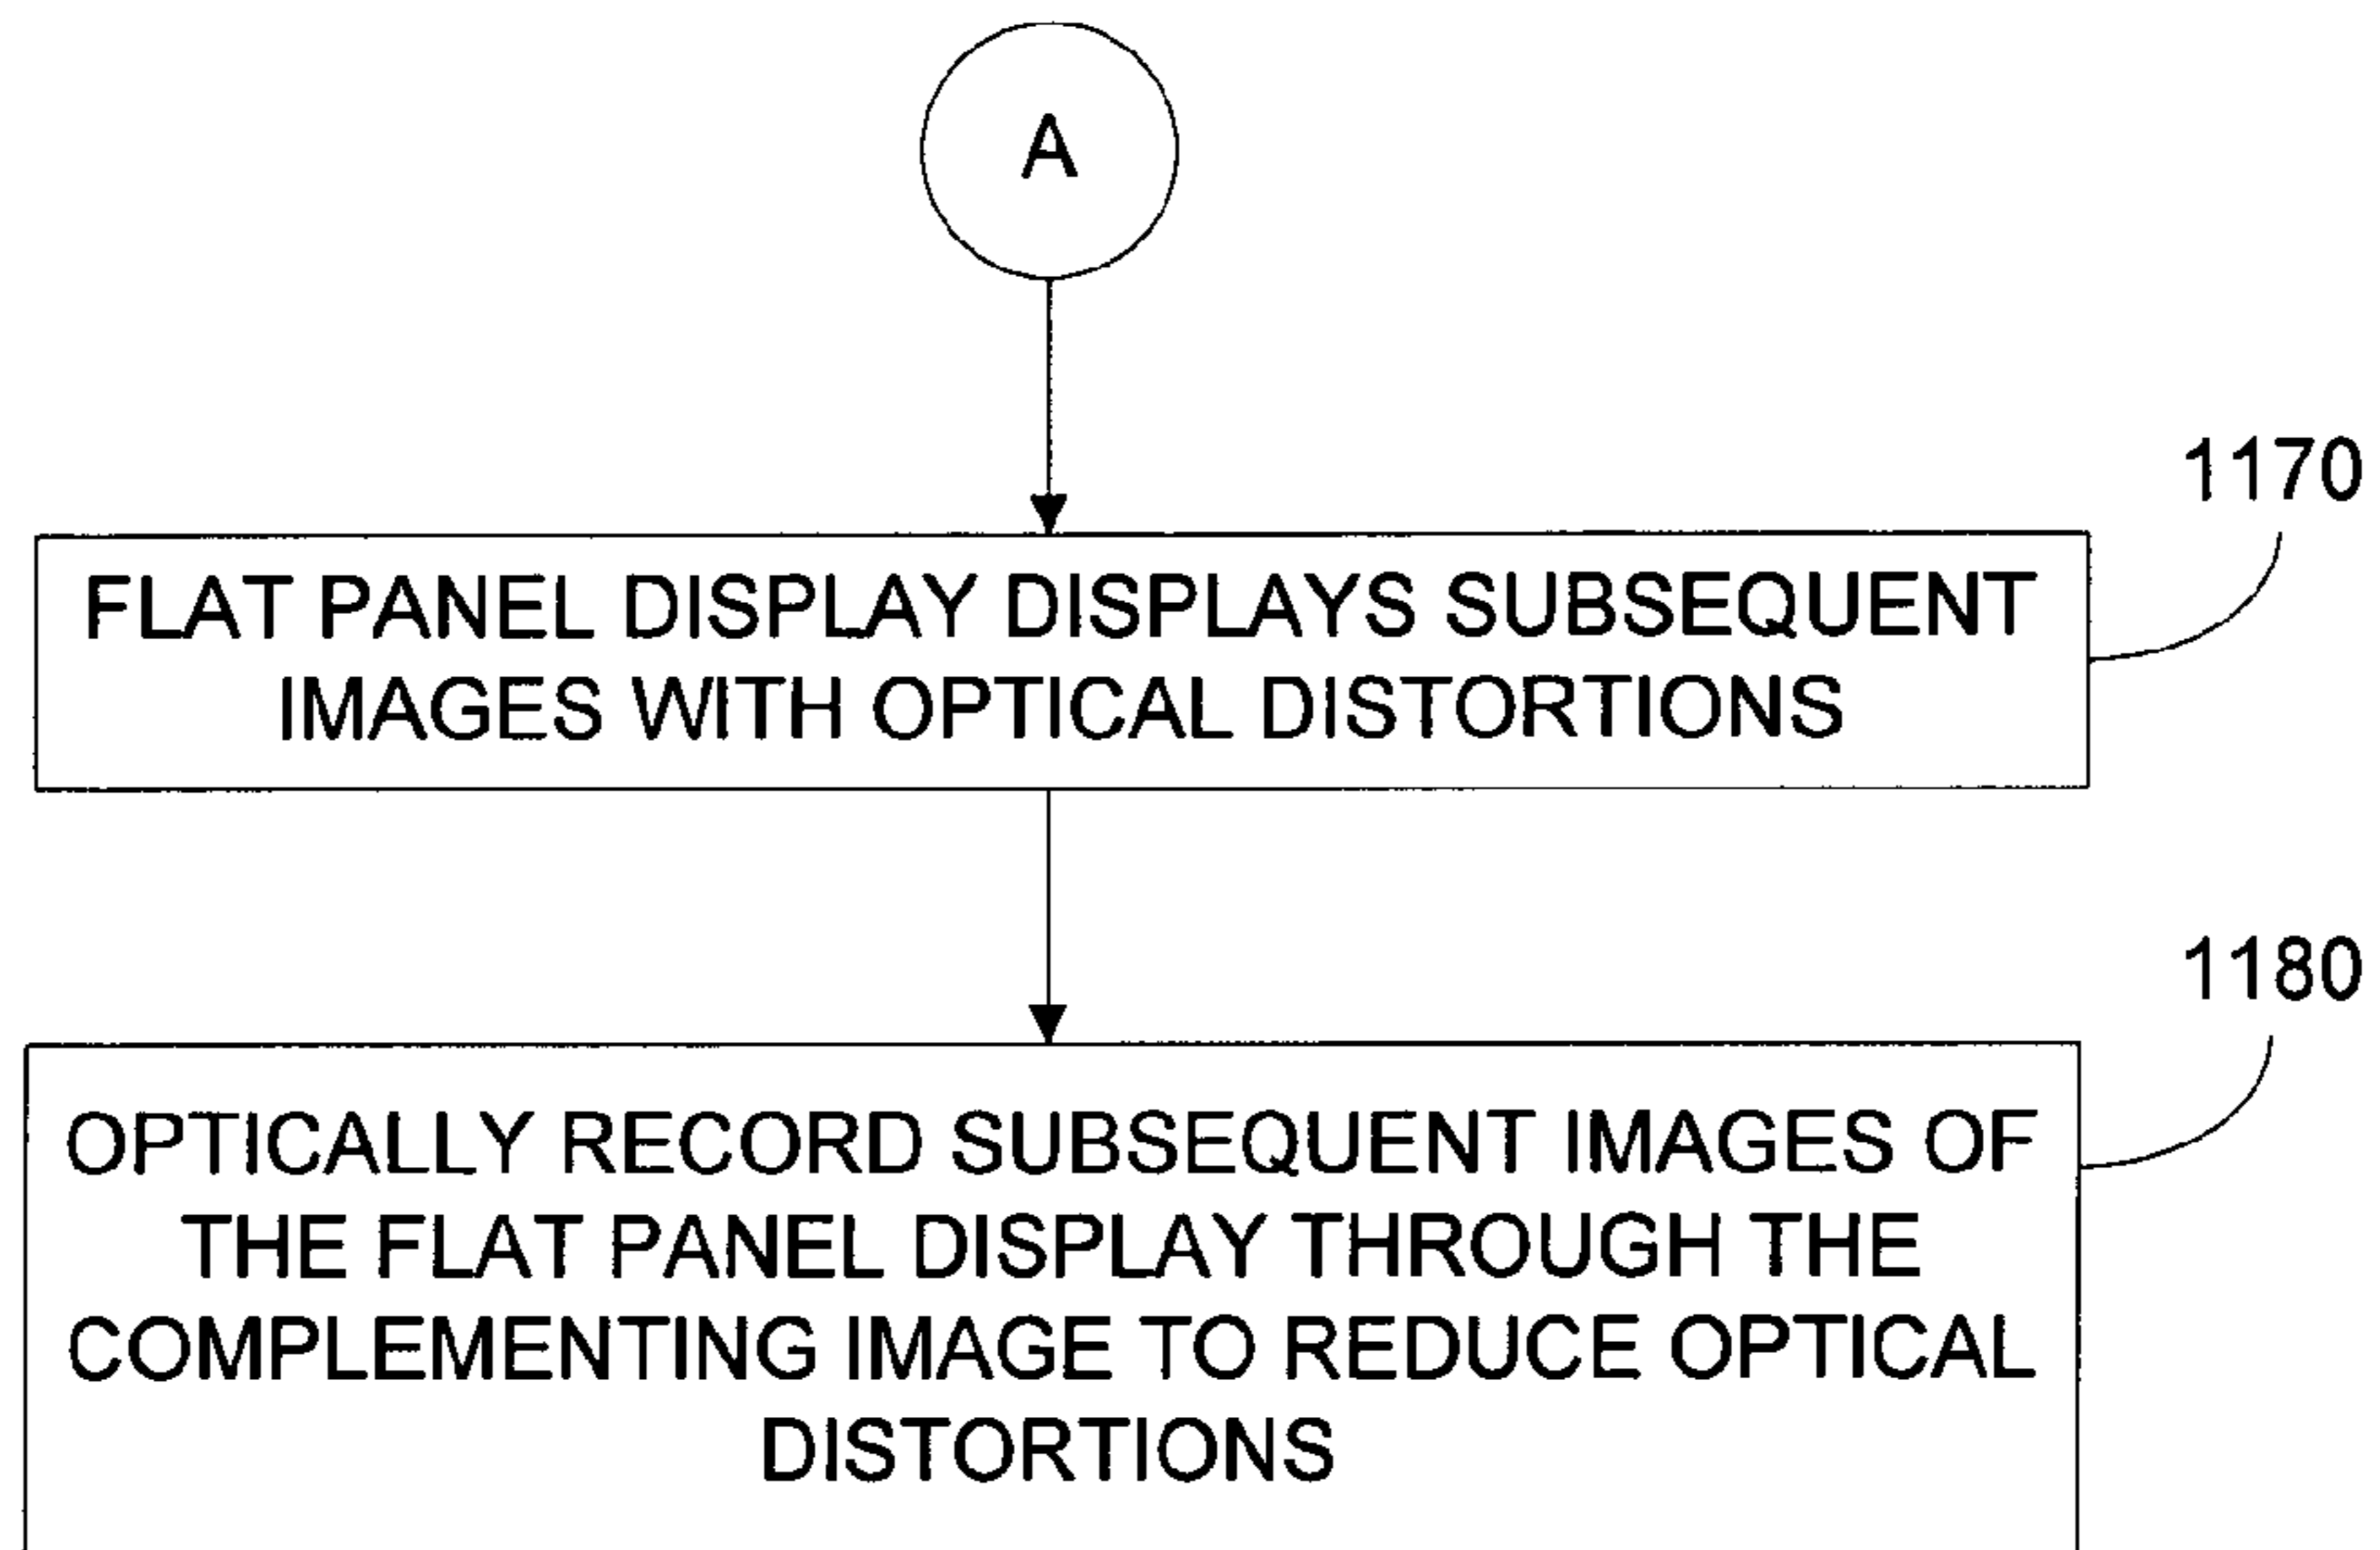 A
1170
FLAT PANEL DISPLAY DISPLAYS SUBSEQUENT
IMAGES WITH OPTICAL DISTORTIONS
1180
OPTICALLY RECORD SUBSEQUENT IMAGES OF
THE FLAT PANEL DISPLAY THROUGH THE
COMPLEMENTING IMAGE TO REDUCE OPTICAL
DISTORTIONS